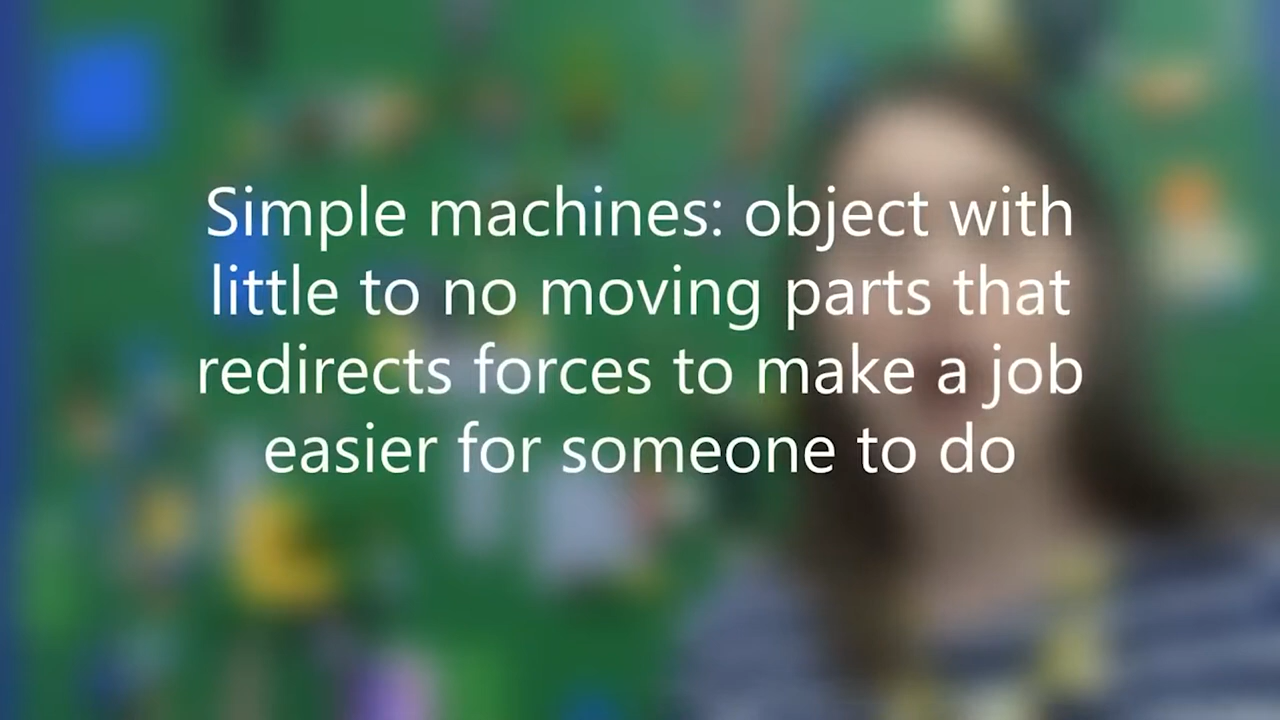 Simple machines: object with
little to no moving parts that
redirects forces to make a job
easier for someone to do